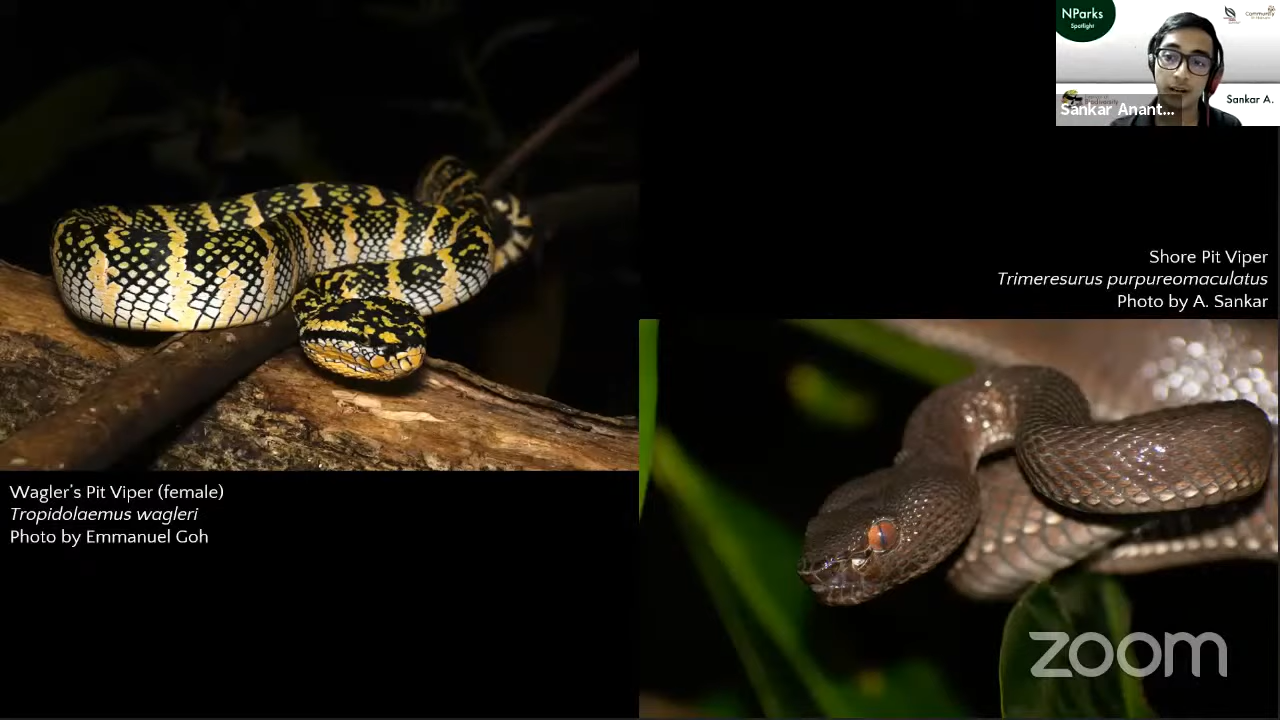 NParks
Spotlight
Community
Sankar A.
Sankar Anant...
Shore Pit Viper
Trimeresurus purpureomaculatus
Photo by A. Sankar
Wagler's Pit Viper (female)
Tropidolaemus wagleri
Photo by Emmanuel Goh
zoom